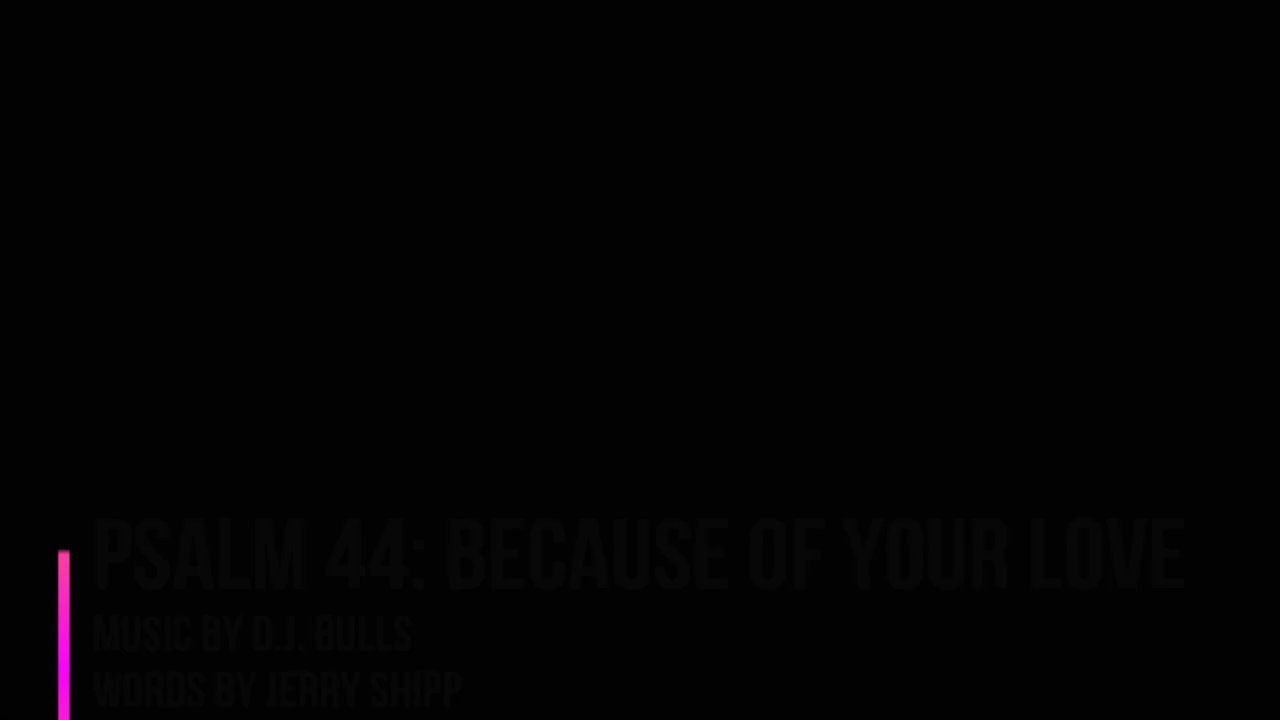 PSALM 44: BECAUSE OF YOUR LOVE
MUSIC BY D.J. BULLS
WORDS BY JERRY SHIPP